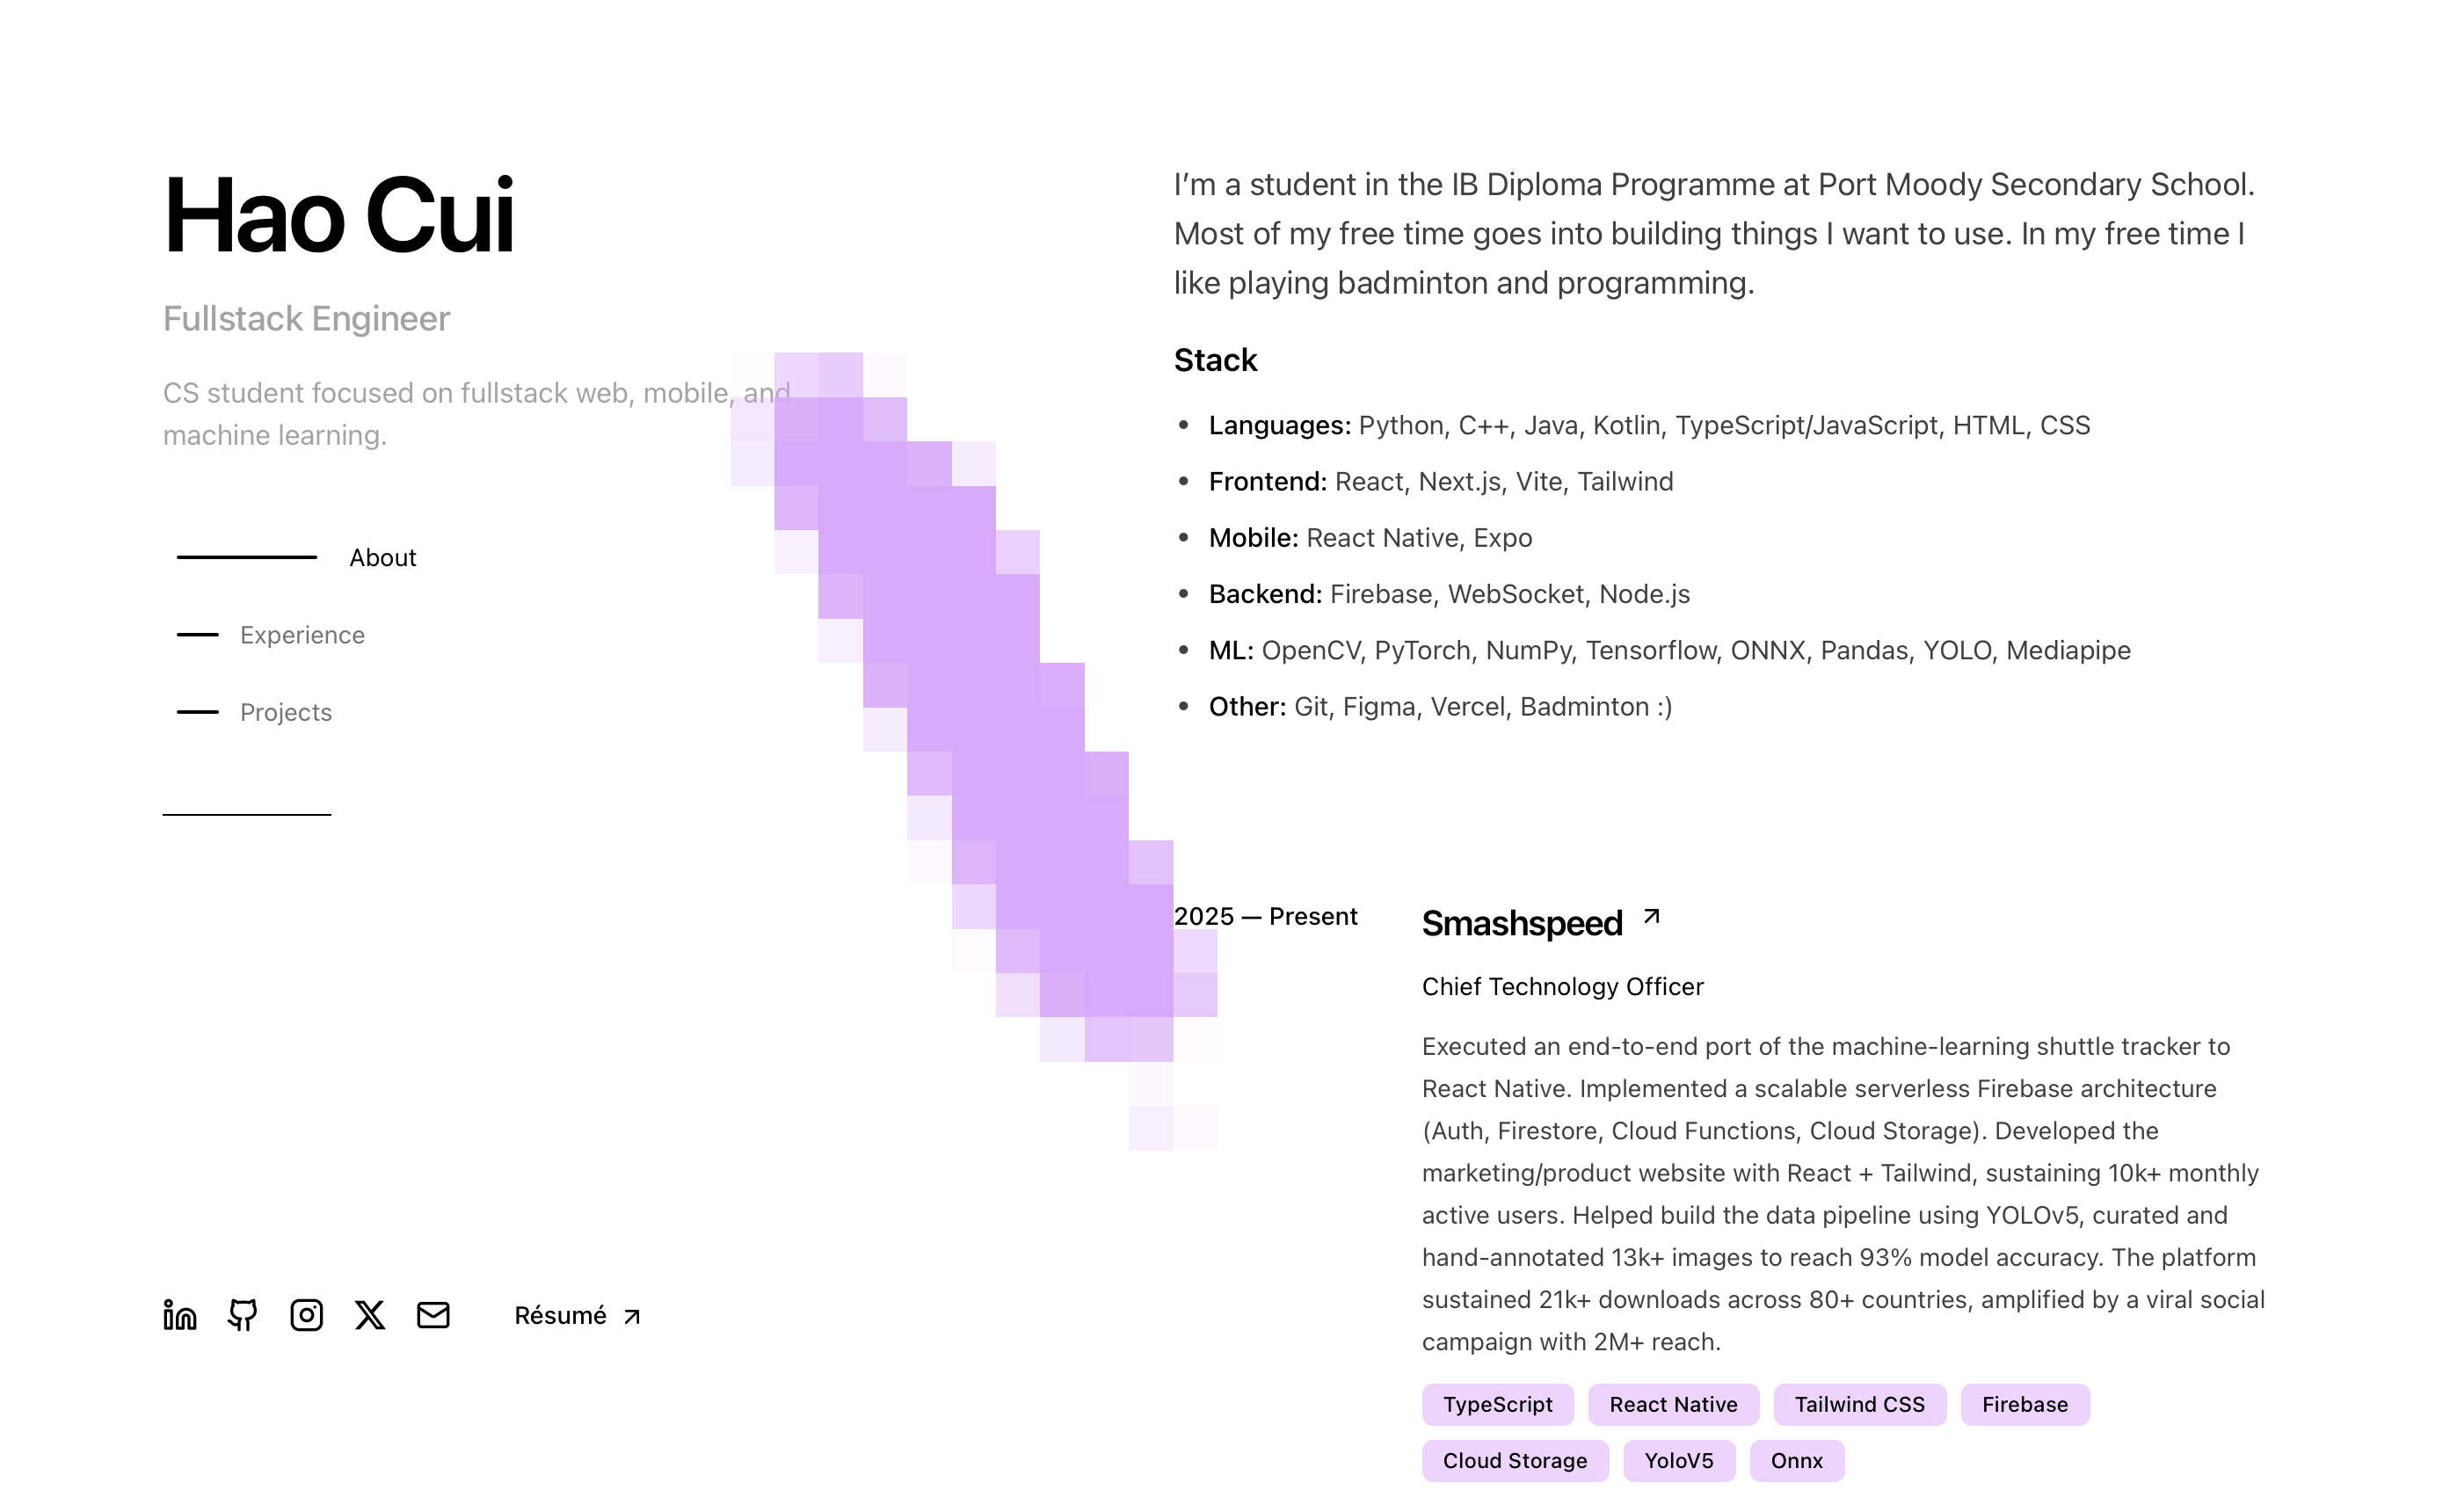 Hao Cui
Fullstack Engineer
CS student focused on fullstack web, mobile, and
machine learning.
About
Experience
Projects
Résumé
I’m a student in the IB Diploma Programme at Port Moody Secondary School.
Most of my free time goes into building things I want to use. In my free time I
like playing badminton and programming.
Stack
Languages: Python, C++, Java, Kotlin, TypeScript/JavaScript, HTML, CSS
Frontend: React, Next.js, Vite, Tailwind
Mobile: React Native, Expo
Backend: Firebase, WebSocket, Node.js
ML: OpenCV, PyTorch, NumPy, Tensorflow, ONNX, Pandas, YOLO, Mediapipe
Other: Git, Figma, Vercel, Badminton :)
2025 — Present
Smashspeed
Chief Technology Officer
Executed an end-to-end port of the machine-learning shuttle tracker to
React Native. Implemented a scalable serverless Firebase architecture
(Auth, Firestore, Cloud Functions, Cloud Storage). Developed the
marketing/product website with React + Tailwind, sustaining 10k+ monthly
active users. Helped build the data pipeline using YOLOv5, curated and
hand-annotated 13k+ images to reach 93% model accuracy. The platform
sustained 21k+ downloads across 80+ countries, amplified by a viral social
campaign with 2M+ reach.
TypeScript React Native Tailwind CSS Firebase
Cloud Storage YoloV5 Onnx